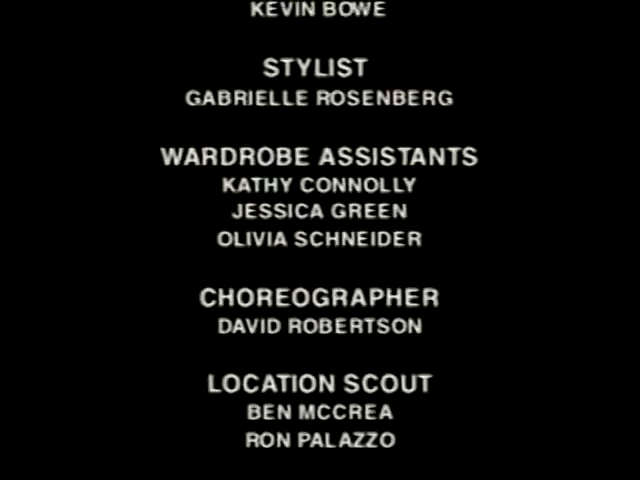 KEVIN BOWE
STYLIST
GABRIELLE ROSENBERG
WARDROBE ASSISTANTS
KATHY CONNOLLY
JESSICA GREEN
OLIVIA SCHNEIDER
CHOREOGRAPHER
DAVID ROBERTSON
LOCATION SCOUT
BEN MCCREA
RON PALAZZO